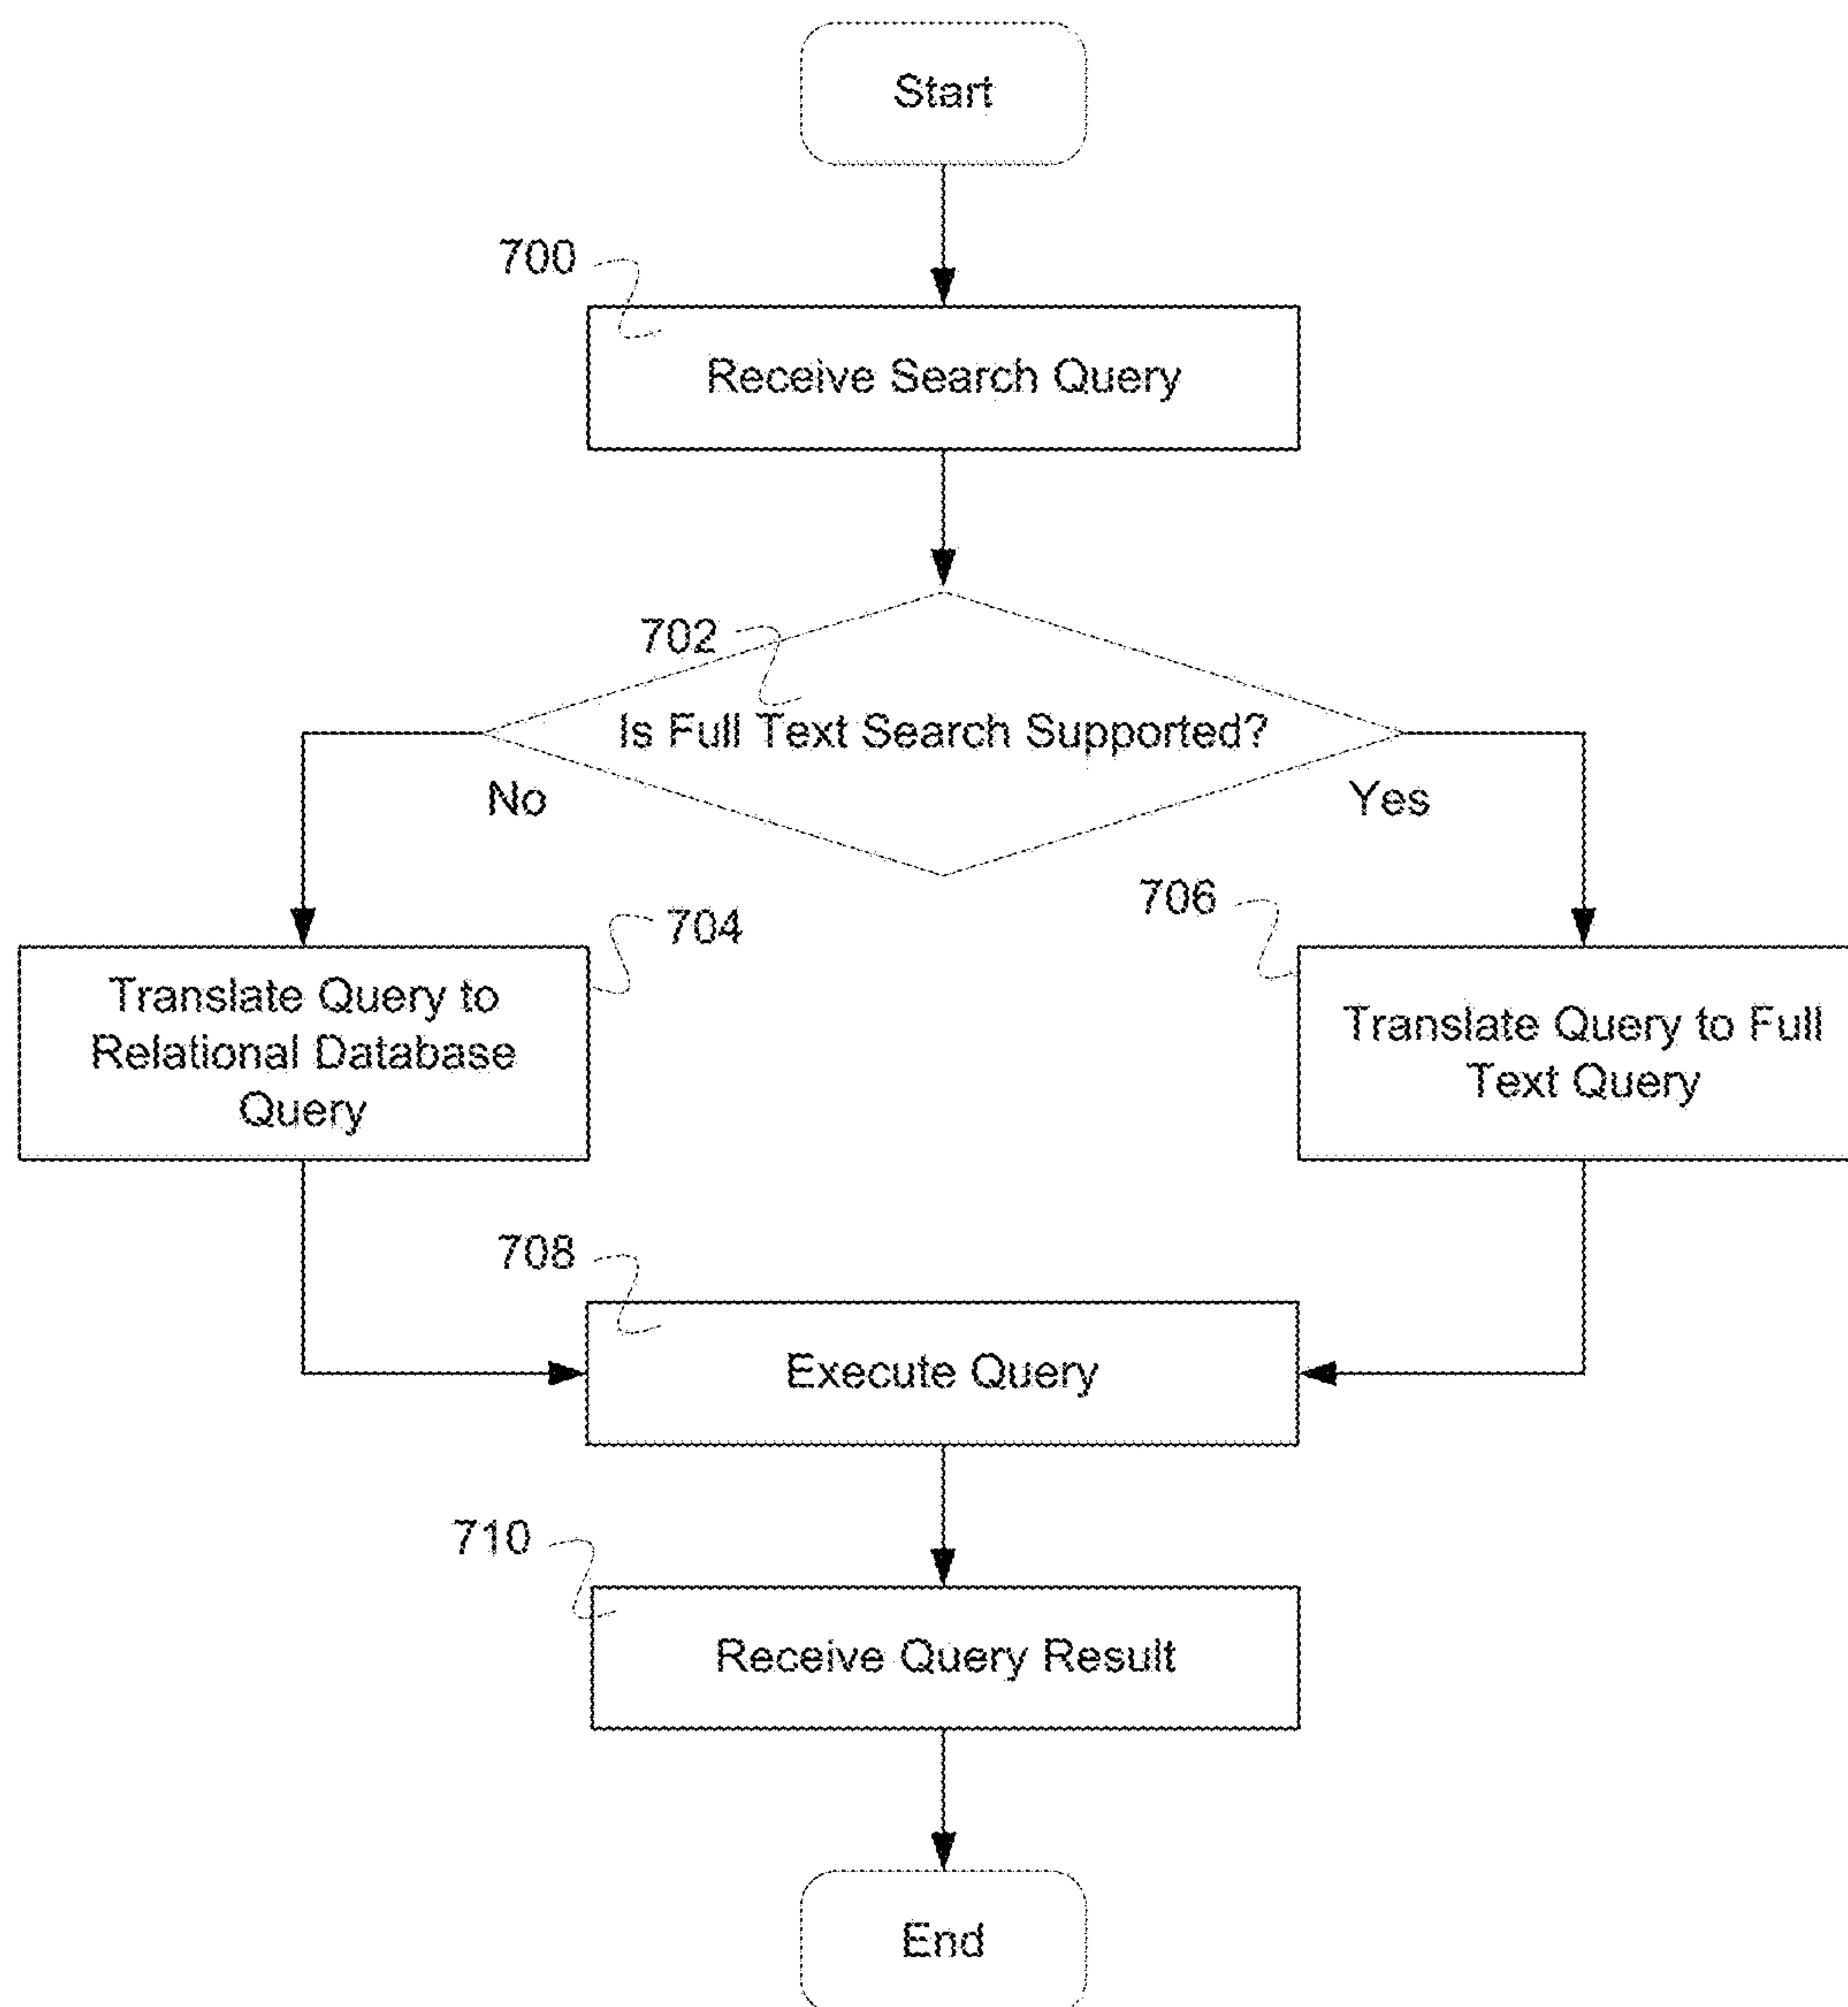 Start
700
Receive Search Query
702
Is Full Text Search Supported?
No
Yes
704
Translate Query to
Relational Database
Query
706
Translate Query to Full
Text Query
708
Execute Query
710
Receive Query Result
End